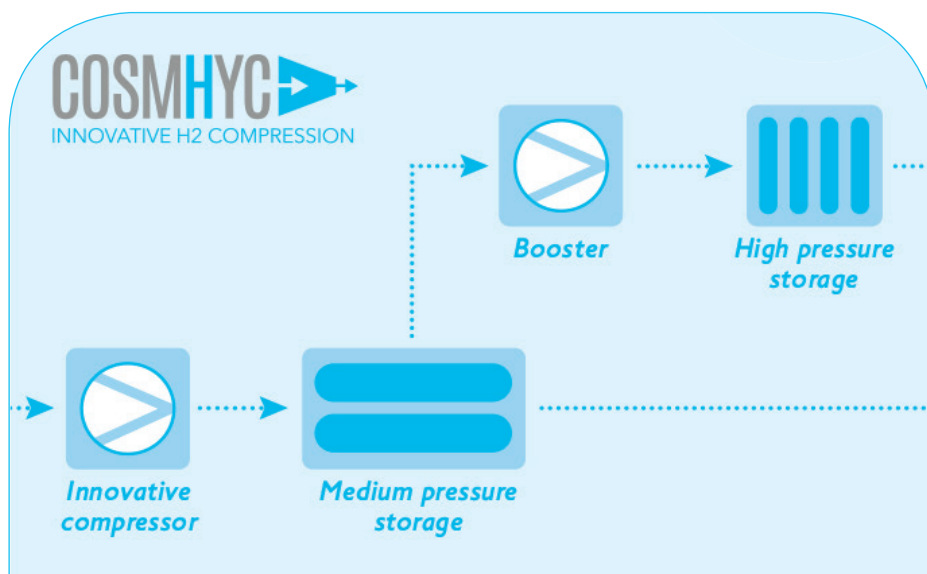 COSMHYC
INNOVATIVE H2 COMPRESSION
Booster
High pressure
storage
Innovative
compressor
Medium pressure
storage